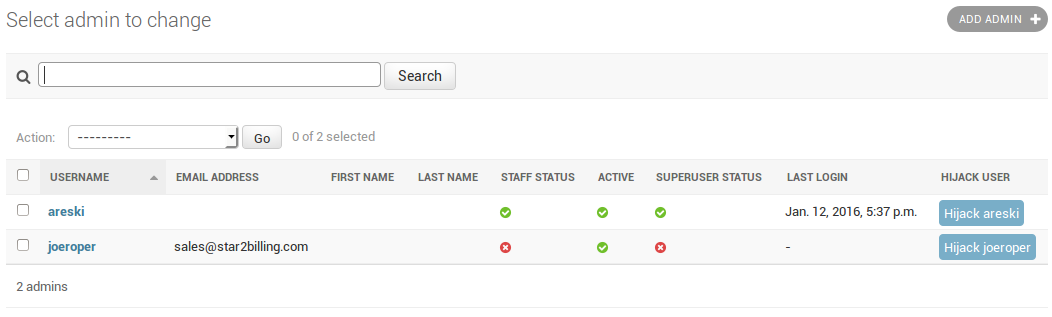 Select admin to change
ADD ADMIN
Search
Action: --------- Go 0 of 2 selected
USERNAME EMAIL ADDRESS FIRST NAME LAST NAME STAFF STATUS ACTIVE SUPERUSER STATUS LAST LOGIN HIJACK USER
areski Jan. 12, 2016, 5:37 p.m. Hijack areski
joeroper sales@star2billing.com - Hijack joeroper
2 admins